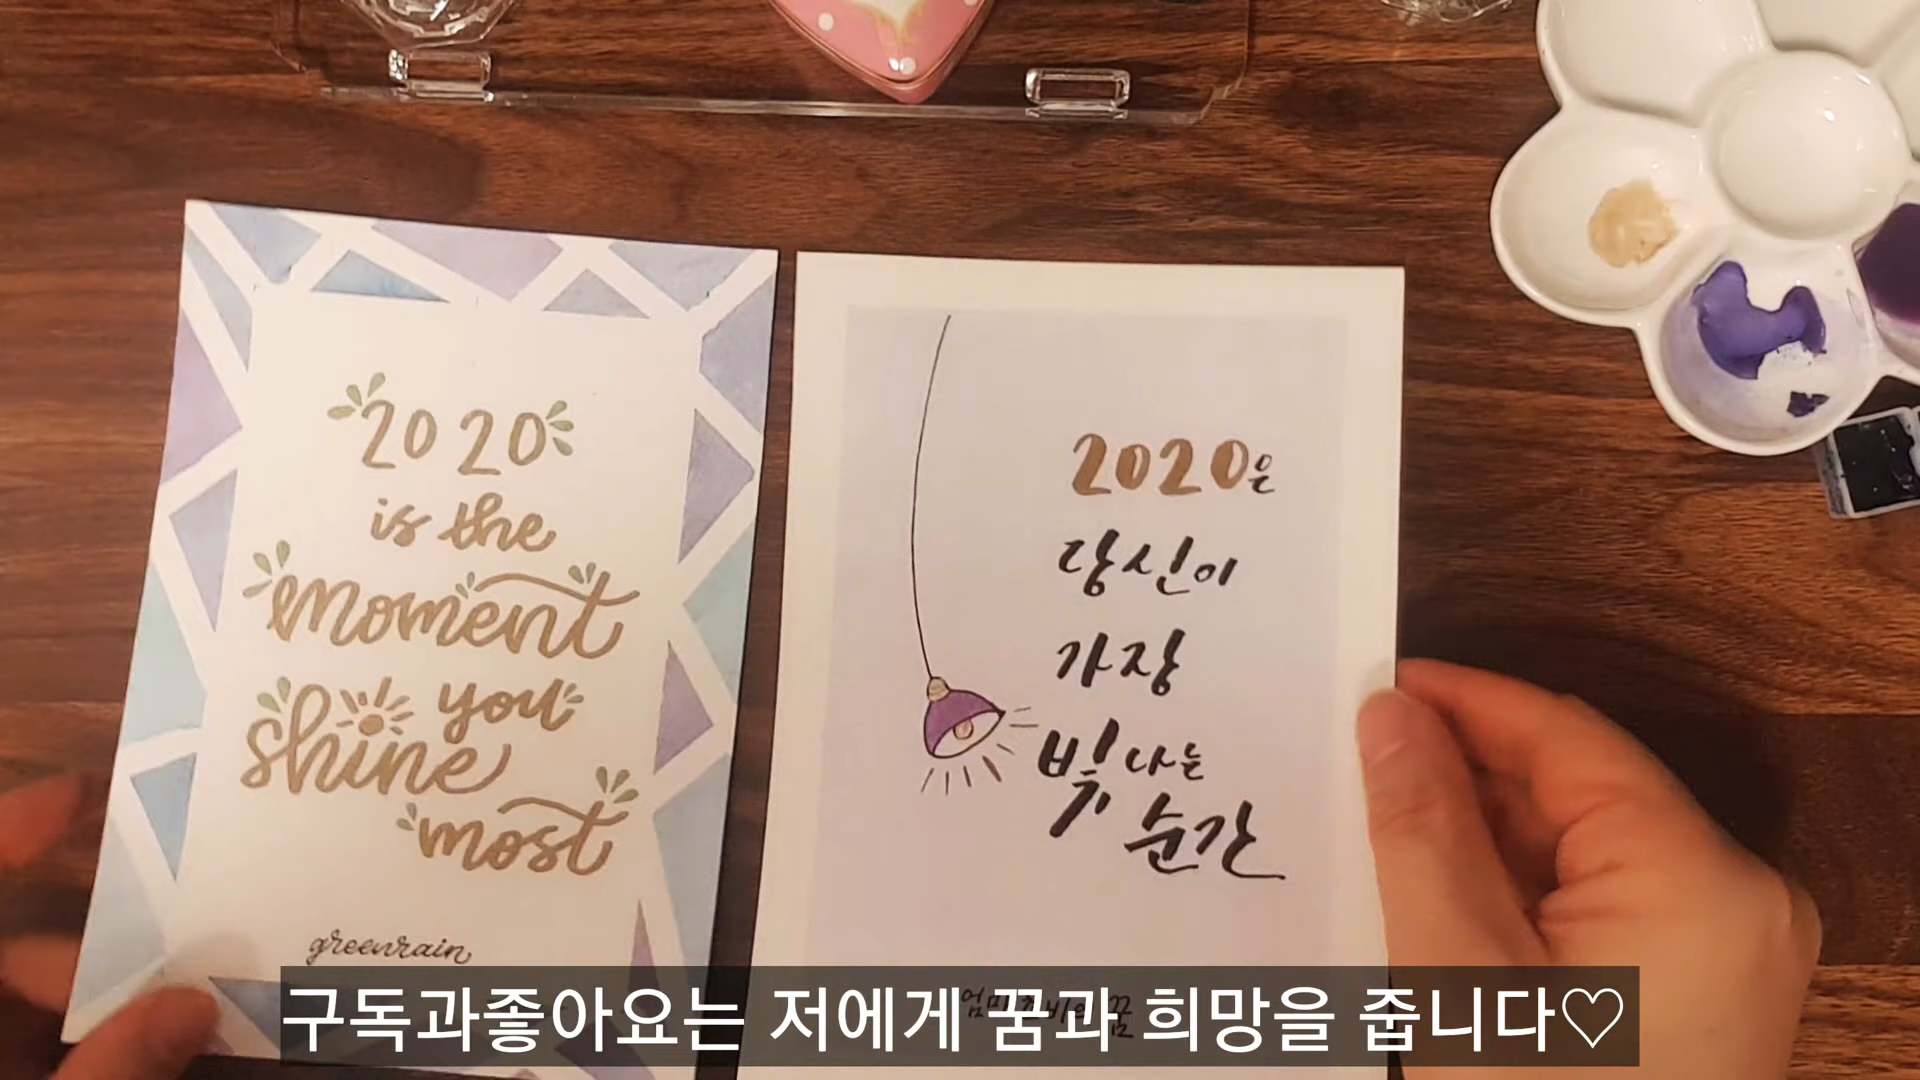 2020
is the
moment
you
shine
most
greenrain
2020은
당신이
가장
빛나는
순간
구독과좋아요는 저에게 꿈과 희망을 줍니다♡